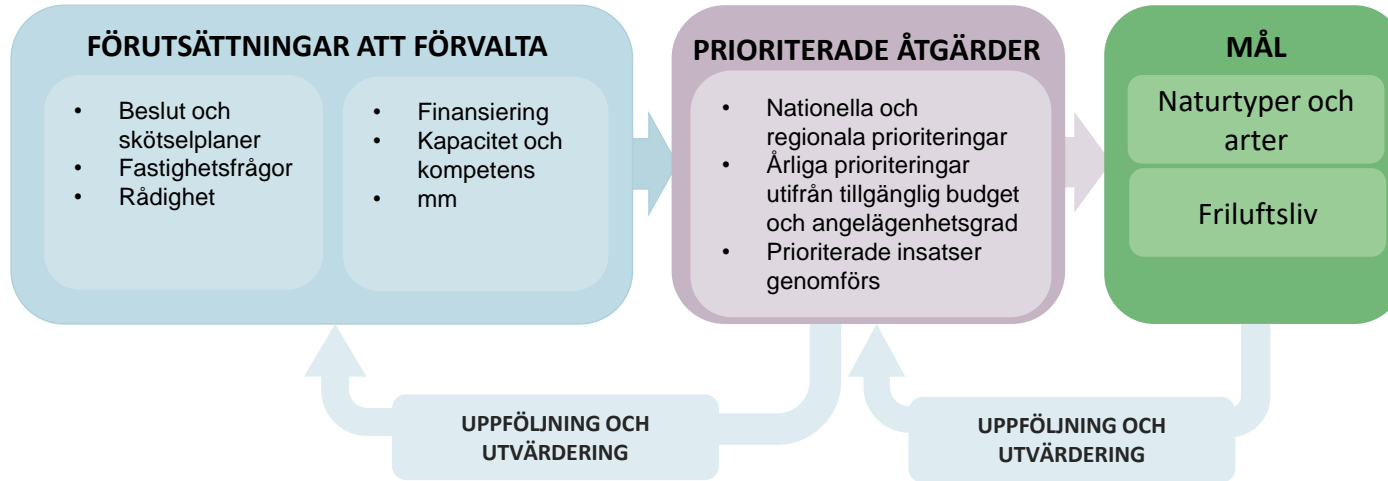 FÖRUTSÄTTNINGAR ATT FÖRVALTA
• Beslut och
skötselplaner
• Fastighetsfrågor
• Rådighet
• Finansiering
• Kapacitet och
kompetens
• mm
PRIORITERADE ÅTGÄRDER
• Nationella och
regionala prioriteringar
• Årliga prioriteringar
utifrån tillgänglig budget
och angelägenhetsgrad
• Prioriterade insatser
genomförs
MÅL
Naturtyper och
arter
Friluftsliv
UPPFÖLJNING OCH
UTVÄRDERING
UPPFÖLJNING OCH
UTVÄRDERING